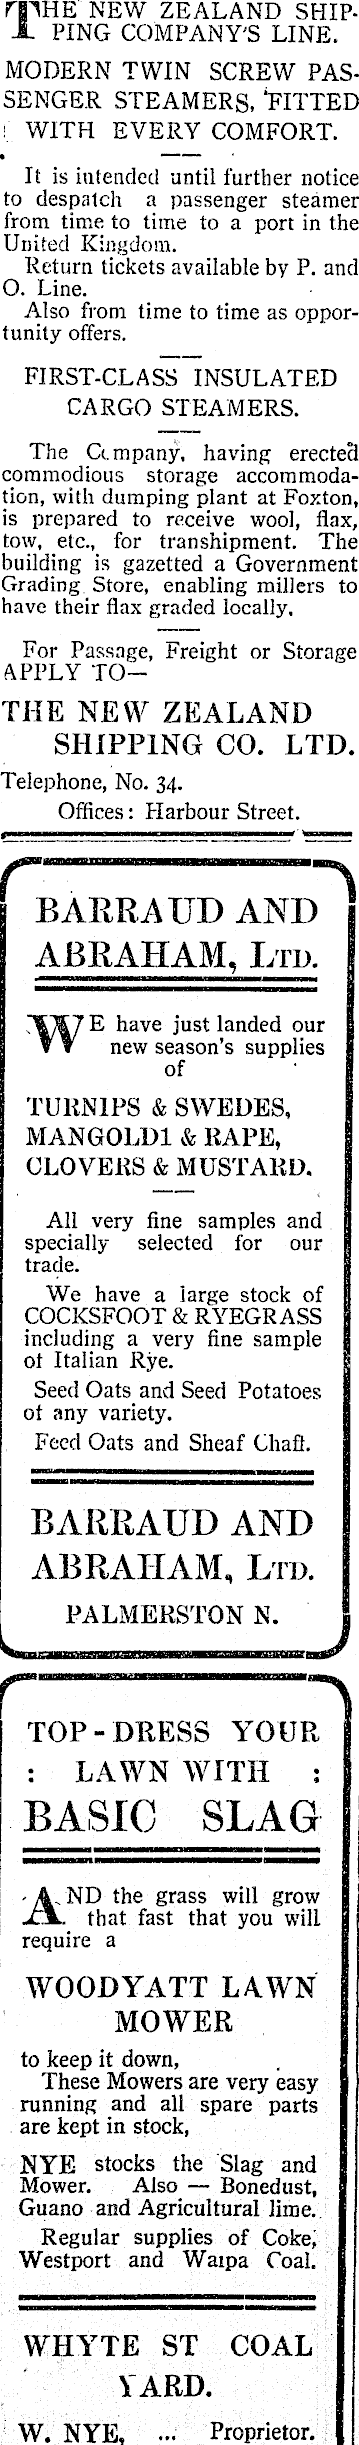 THE NEW ZEALAND SHIP-
PING COMPANY'S LINE.
MODERN TWIN SCREW PAS-
SENGER STEAMERS, FITTED
WITH EVERY COMFORT.
It is intended until further notice
to despatch a passenger steamer
from time to time to a port in the
United Kingdom.
Return tickets available by P. and
O. Line.
Also from time to time as oppor-
tunity offers.
FIRST-CLASS INSULATED
CARGO STEAMERS.
The Company, having erected
commodious storage accommoda-
tion, with dumping plant at Foxton,
is prepared to receive wool, flax,
tow, etc., for transhipment. The
building is gazetted a Government
Grading Store, enabling millers to
have their flax graded locally.
For Passage, Freight or Storage
APPLY TO—
THE NEW ZEALAND
SHIPPING CO. LTD.
Telephone, No. 34.
Offices: Harbour Street.
BARRAUD AND
ABRAHAM, LTD.
WE have just landed our
new season's supplies
of
TURNIPS & SWEDES,
MANGOLD1 & RAPE,
CLOVERS & MUSTARD.
All very fine samples and
specially selected for our
trade.
We have a large stock of
COCKSFOOT & RYEGRASS
including a very fine sample
of Italian Rye.
Seed Oats and Seed Potatoes
of any variety.
Feed Oats and Sheaf Chaff.
BARRAUD AND
ABRAHAM, LTD.
PALMERSTON N.
TOP-DRESS YOUR
: LAWN WITH :
BASIC SLAG
AND the grass will grow
that fast that you will
require a
WOODYATT LAWN
MOWER
to keep it down,
These Mowers are very easy
running and all spare parts
are kept in stock,
NYE stocks the Slag and
Mower. Also — Bonedust,
Guano and Agricultural lime.
Regular supplies of Coke,
Westport and Waipa Coal.
WHYTE ST COAL
YARD.
W. NYE, ... Proprietor.